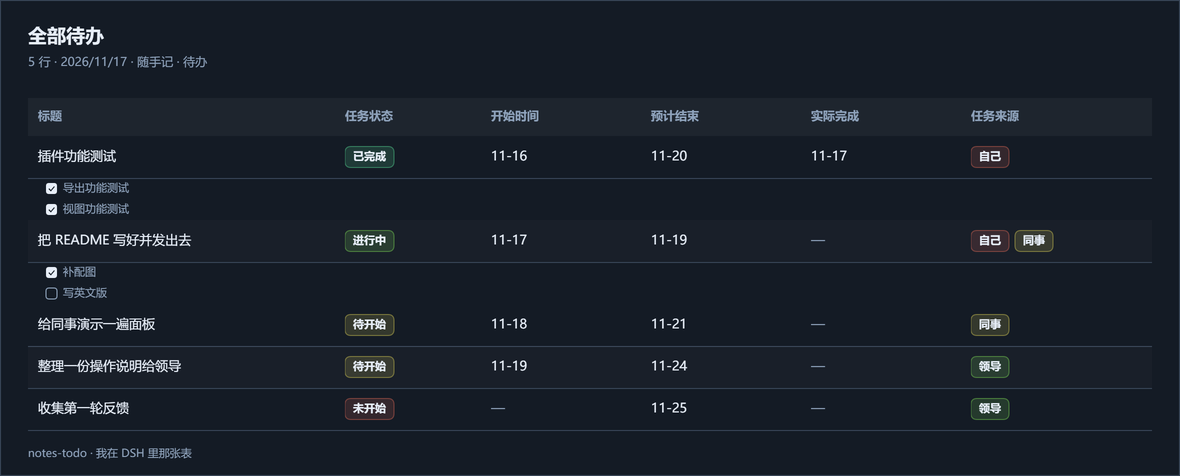 全部待办
5 行 · 2026/11/17 · 随手记 · 待办
标题 任务状态 开始时间 预计结束 实际完成 任务来源
插件功能测试 已完成 11-16 11-20 11-17 自己
导出功能测试
视图功能测试
把 README 写好并发出去 进行中 11-17 11-19 — 自己 同事
补配图
写英文版
给同事演示一遍面板 待开始 11-18 11-21 — 同事
整理一份操作说明给领导 待开始 11-19 11-24 — 领导
收集第一轮反馈 未开始 — 11-25 — 领导
notes-todo · 我在 DSH 里那张表